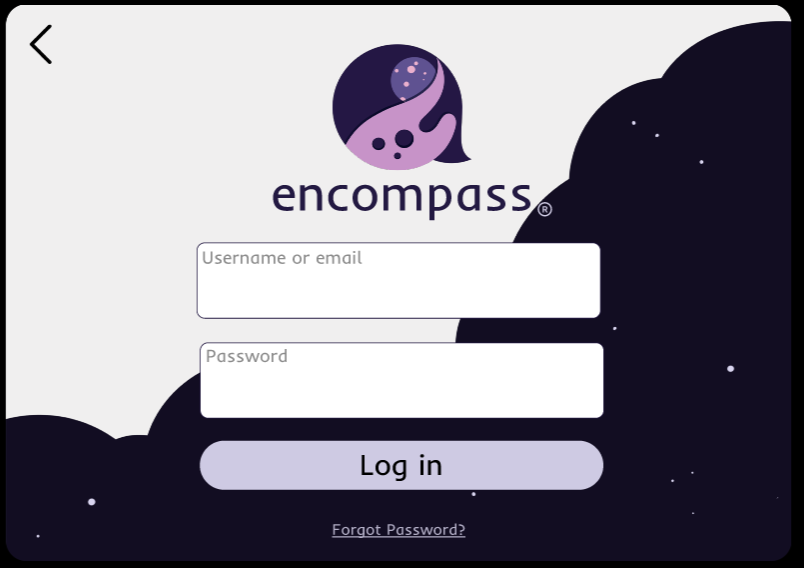 encompass®
Username or email
Password
Log in
Forgot Password?